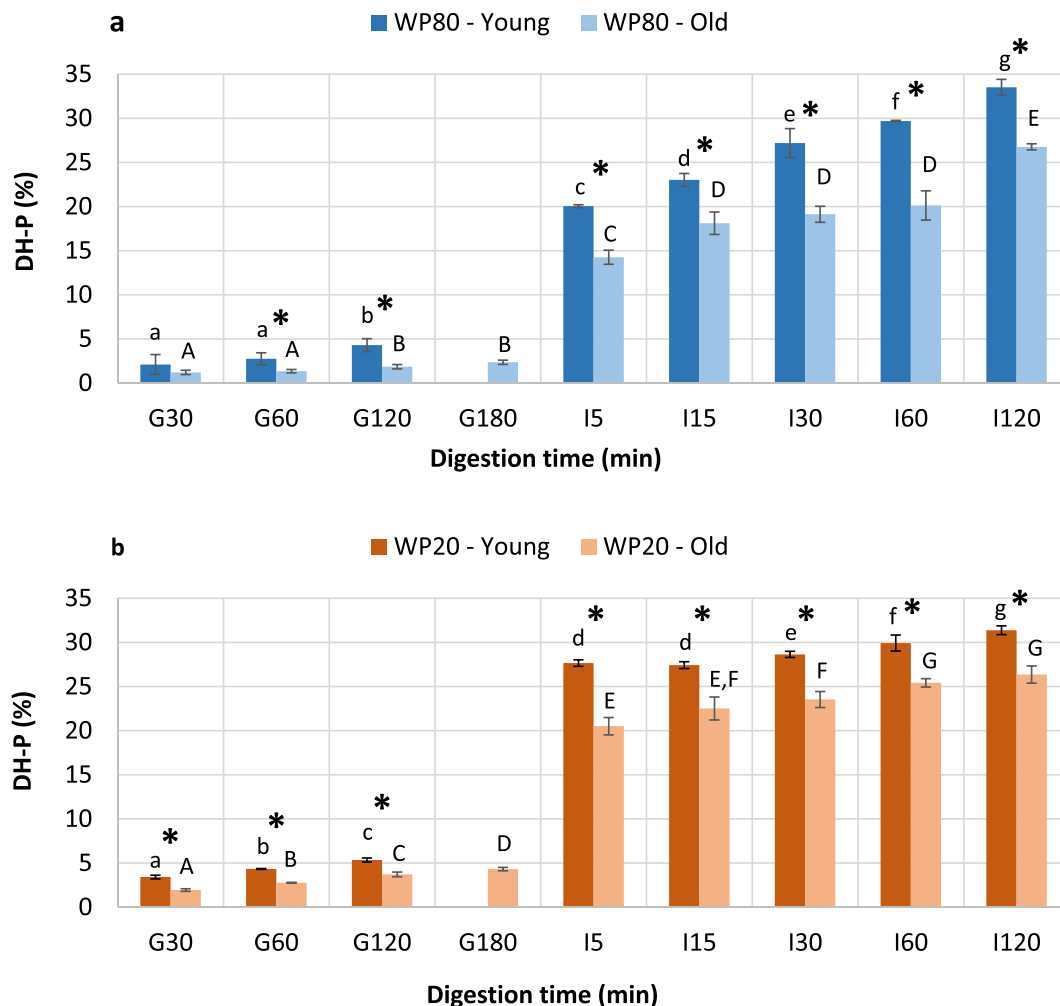 a
WP80 - Young WP80 - Old
DH-P (%)
35
30
25
20
15
10
5
0
a A a * A b * B B c * C d * D e * D f * D g * E
G30 G60 G120 G180 I5 I15 I30 I60 I120
Digestion time (min)
b
WP20 - Young WP20 - Old
DH-P (%)
35
30
25
20
15
10
5
0
a * A b * B c * C D d * E d * E,F e * F f * G g * G
G30 G60 G120 G180 I5 I15 I30 I60 I120
Digestion time (min)